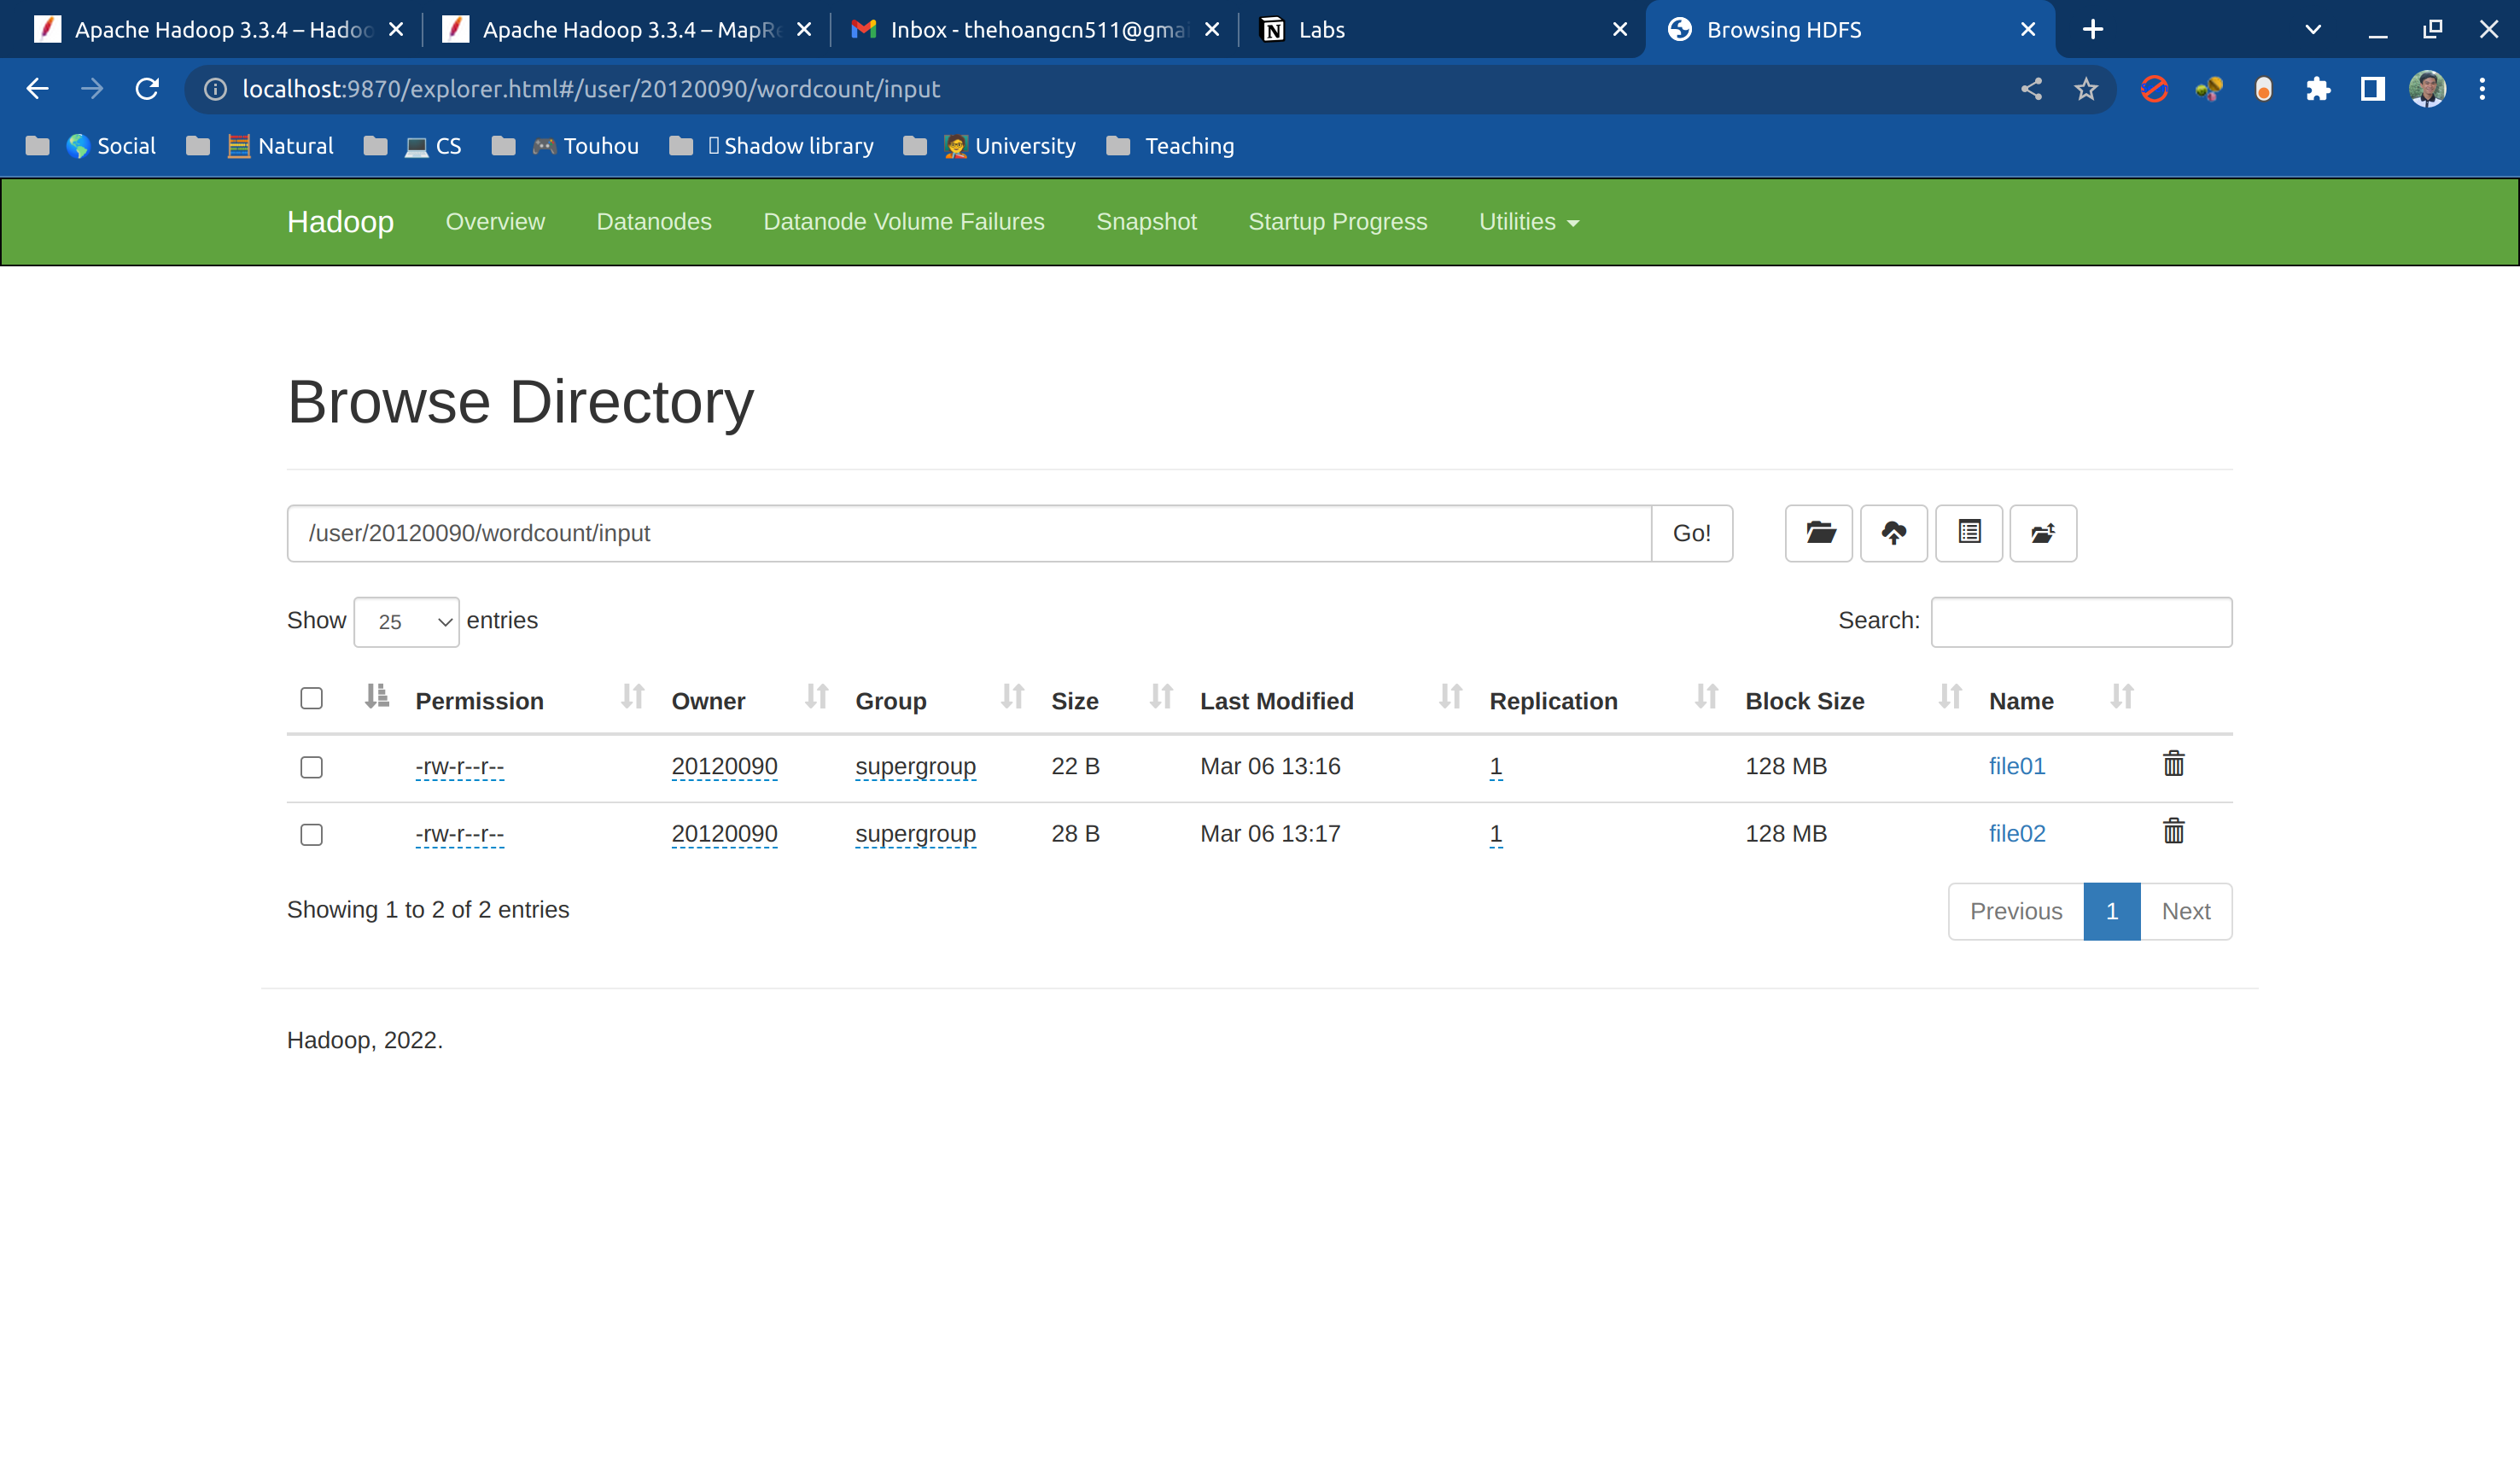 Apache Hadoop 3.3.4 – Hadoo
Apache Hadoop 3.3.4 – MapRe
Inbox - thehoangcn511@gmai
Labs
Browsing HDFS
localhost:9870/explorer.html#/user/20120090/wordcount/input
Social Natural CS Touhou Shadow library University Teaching
Hadoop Overview Datanodes Datanode Volume Failures Snapshot Startup Progress Utilities
Browse Directory
/user/20120090/wordcount/input Go!
Show 25 entries Search:
Permission Owner Group Size Last Modified Replication Block Size Name
-rw-r--r-- 20120090 supergroup 22 B Mar 06 13:16 1 128 MB file01
-rw-r--r-- 20120090 supergroup 28 B Mar 06 13:17 1 128 MB file02
Showing 1 to 2 of 2 entries Previous 1 Next
Hadoop, 2022.